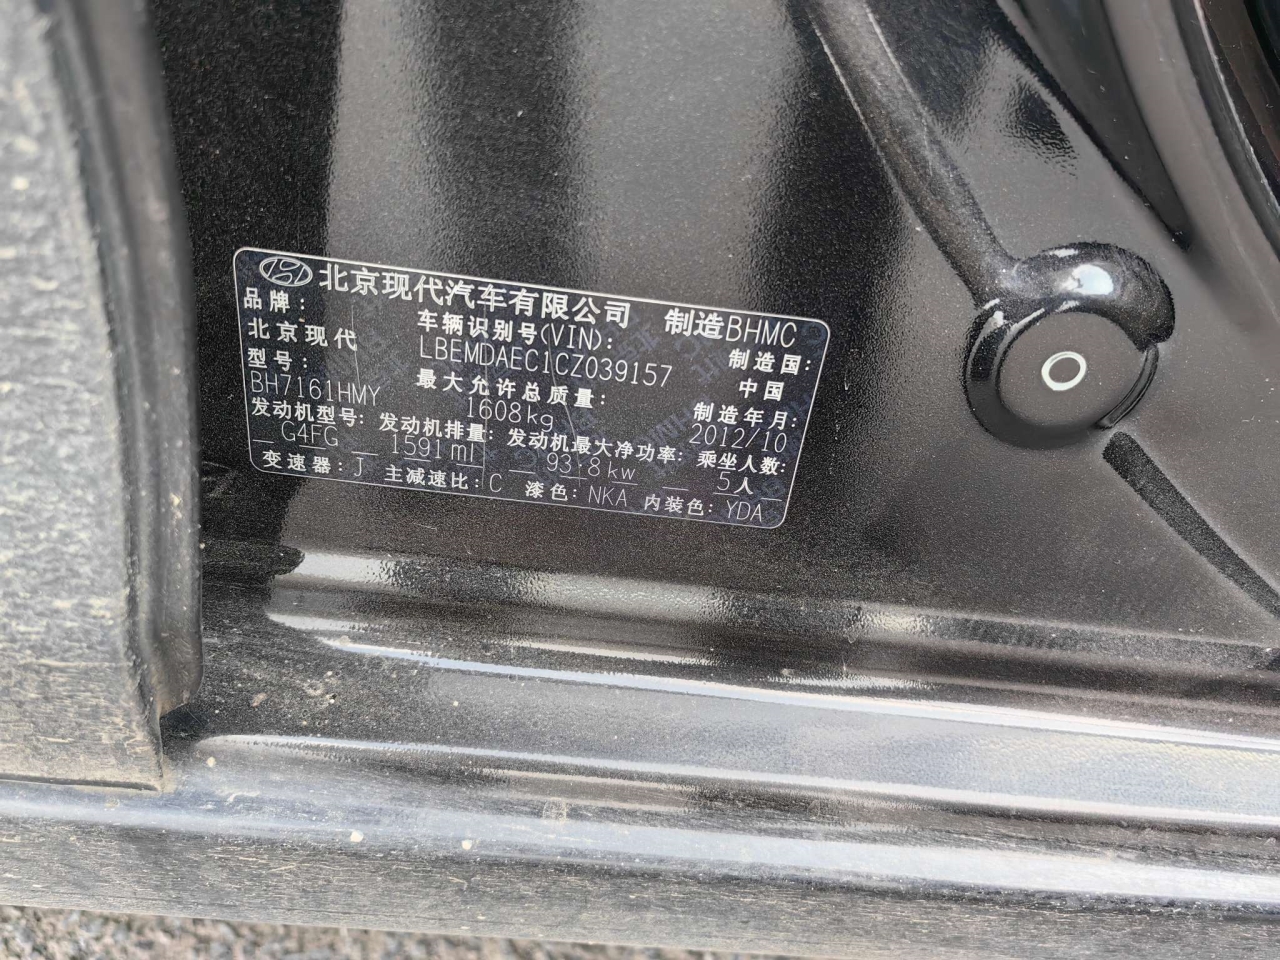 北京现代汽车有限公司 制造BHMC
品牌: 车辆识别号(VIN): 制造国:
北京现代 LBEMDAEC1CZ039157 中国
型号: 最大允许总质量: 制造年月:
BH7161HMY 1608kg 2012/10
发动机型号: 发动机排量: 发动机最大净功率: 乘坐人数:
G4FG 1591ml 93.8kw 5人
变速器: J 主减速比: C 漆色: NKA 内装色: YDA